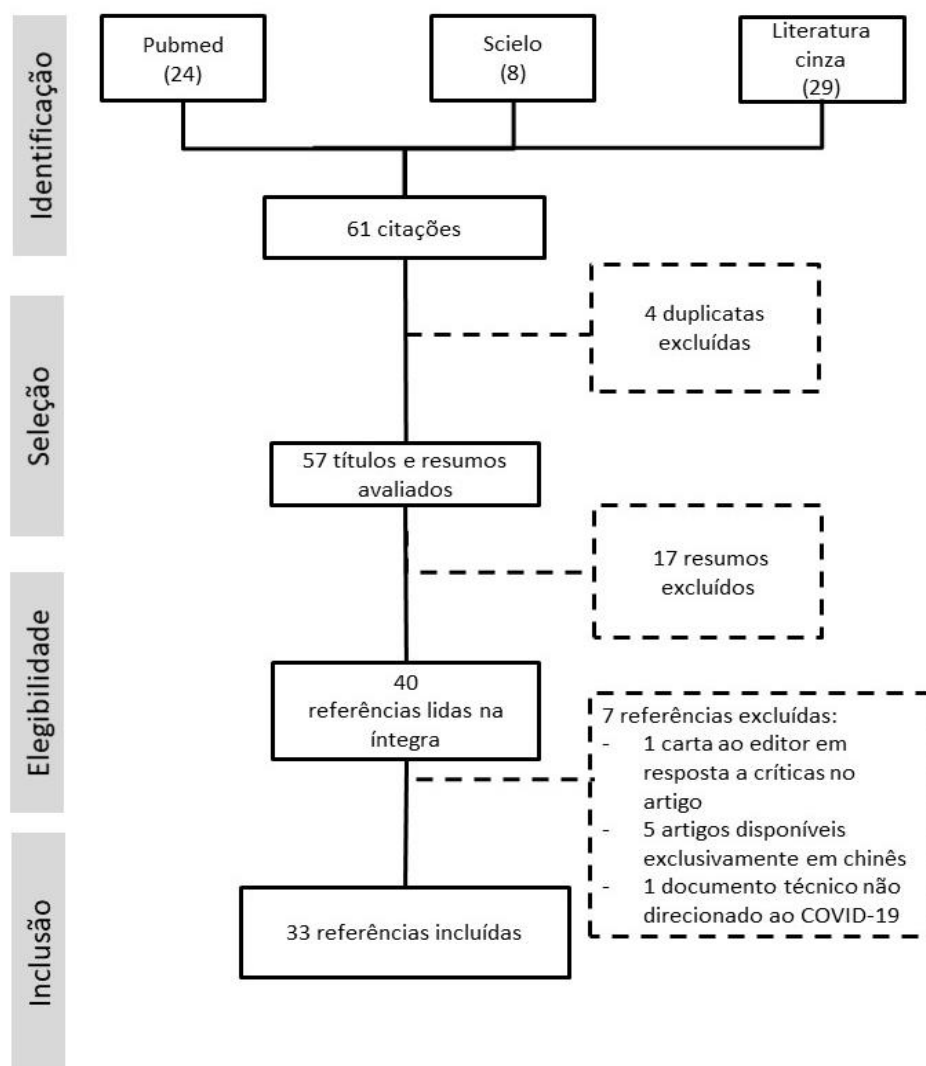 Identificação
Pubmed
(24)
Scielo
(8)
Literatura
cinza
(29)
61 citações
Seleção
4 duplicatas
excluídas
57 títulos e resumos
avaliados
17 resumos
excluídos
Elegibilidade
40
referências lidas na
íntegra
7 referências excluídas:
- 1 carta ao editor em
resposta a críticas no
artigo
- 5 artigos disponíveis
exclusivamente em chinês
- 1 documento técnico não
direcionado ao COVID-19
Inclusão
33 referências incluídas